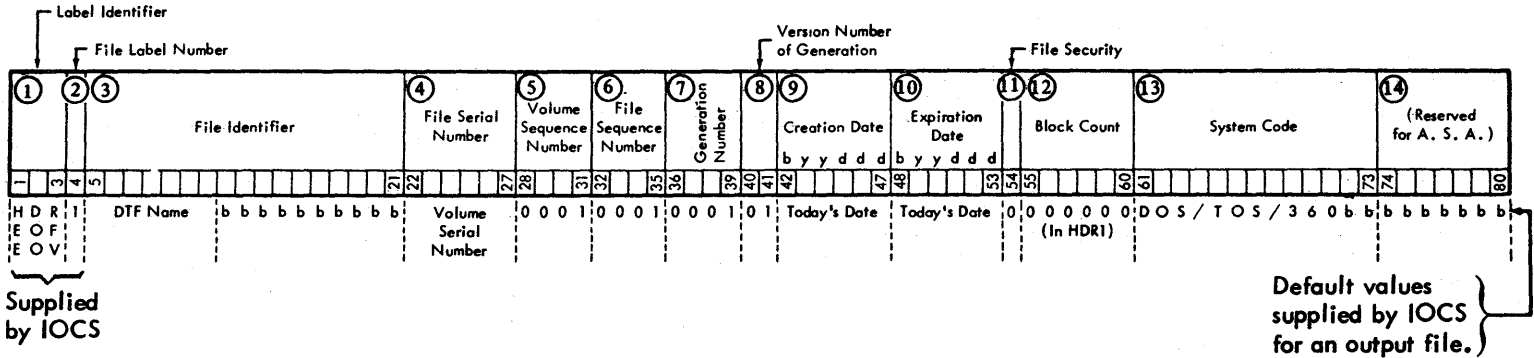 Label Identifier
File Label Number
Version Number
of Generation
File Security
1 2 3 4 5 6 7 8 9 10 11 12 13 14
File Identifier
File Serial
Number
Volume
Sequence
Number
File
Sequence
Number
Generation
Number
Creation Date
b y y d d d
Expiration
Date
b y y d d d
Block Count
System Code
(Reserved
for A. S. A.)
1 3 4 5 21 22 27 28 31 32 35 36 39 40 41 42 47 48 53 54 55 60 61 73 74 80
H D R 1 DTF Name b b b b b b b b b Volume 0 0 0 1 0 0 0 1 0 0 0 1 0 1 Today's Date Today's Date 0 0 0 0 0 0 0 D O S / T O S / 3 6 0 b b b b b b b b b
E O F Serial (In HDR1)
E O V Number
Supplied
by IOCS
Default values
supplied by IOCS
for an output file.